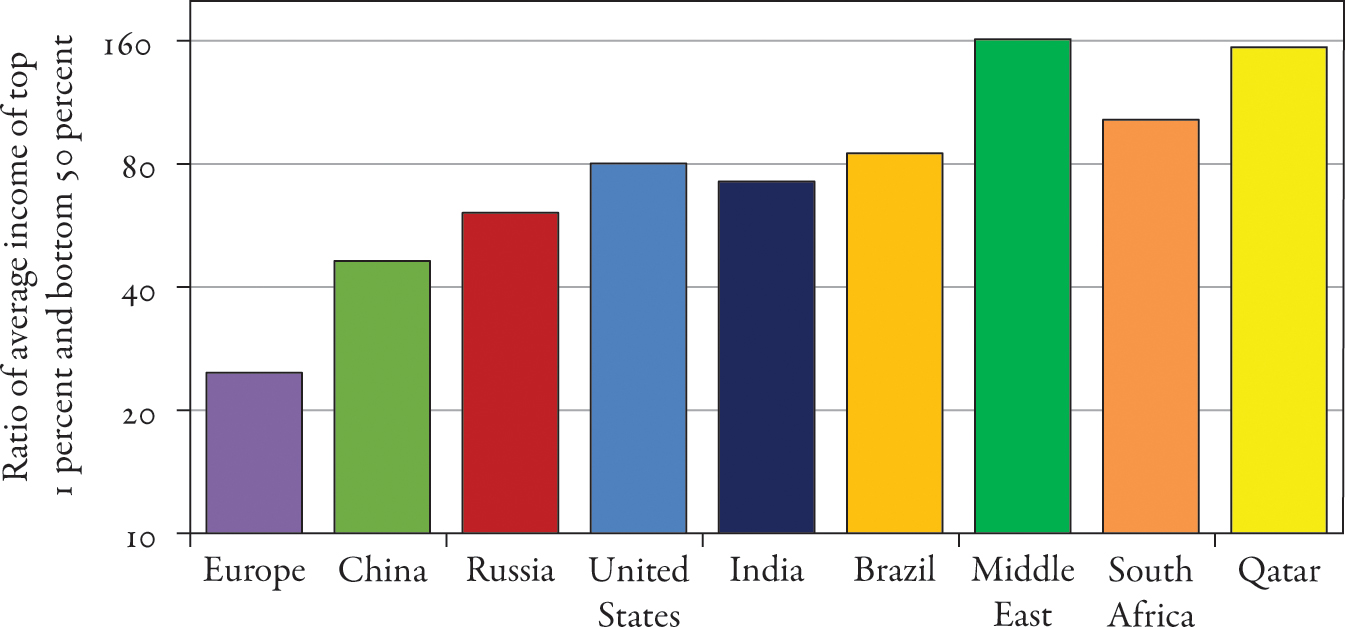 Ratio of average income of top
1 percent and bottom 50 percent
160
80
40
20
10
Europe
China
Russia
United
States
India
Brazil
Middle
East
South
Africa
Qatar